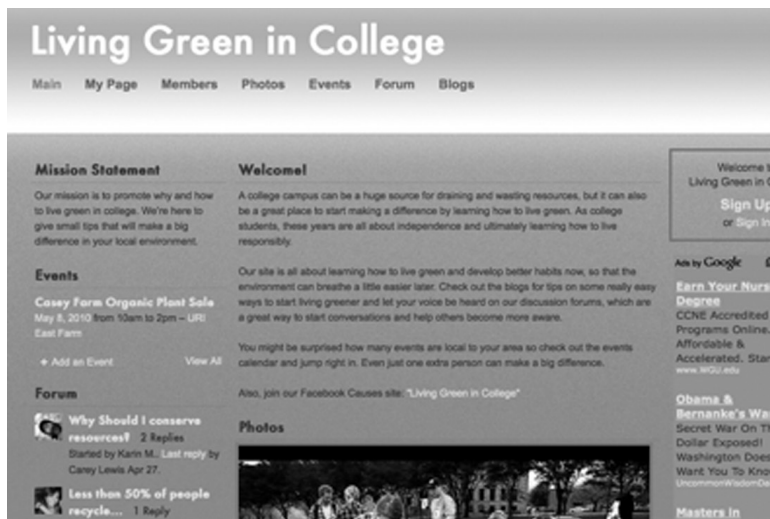 Living Green in College
Main My Page Members Photos Events Forum Blogs
Mission Statement
Our mission is to promote why and how
to live green in college. We're here to
give small tips that will make a big
difference in your local environment.
Events
Casey Farm Organic Plant Sale
May 8, 2010 from 10am to 2pm – URI
East Farm
+ Add an Event View All
Forum
Why Should I conserve
resources? 2 Replies
Started by Karin M.. Last reply by
Carey Lewis Apr 27.
Less than 50% of people
recycle... 1 Reply
Welcome!
A college campus can be a huge source for draining and wasting resources, but it can also
be a great place to start making a difference by learning how to live green. As college
students, these years are all about independence and ultimately learning how to live
responsibly.
Our site is all about learning how to live green and develop better habits now, so that the
environment can breathe a little easier later. Check out the blogs for tips on some really easy
ways to start living greener and let your voice be heard on our discussion forums, which are
a great way to start conversations and help others become more aware.
You might be surprised how many events are local to your area so check out the events
calendar and jump right in. Even just one extra person can make a big difference.
Also, join our Facebook Causes site: "Living Green in College"
Photos
Welcome t
Living Green in C
Sign Up
or Sign In
Ads by Google
Earn Your Nurs
Degree
CCNE Accredited
Programs Online.
Affordable &
Accelerated. Star
www.WGU.edu
Obama &
Bernanke's Wa
Secret War On Th
Dollar Exposed!
Washington Does
Want You To Kno
UncommonWisdomDa
Masters in